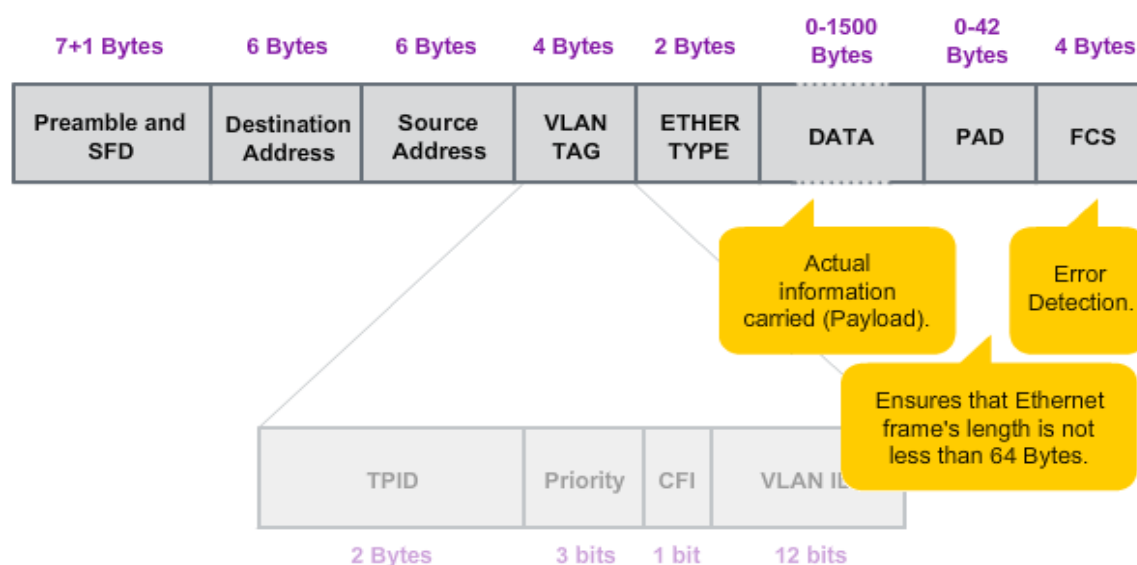 7+1 Bytes
6 Bytes
6 Bytes
4 Bytes
2 Bytes
0-1500
Bytes
0-42
Bytes
4 Bytes
Preamble and
SFD
Destination
Address
Source
Address
VLAN
TAG
ETHER
TYPE
DATA
PAD
FCS
Actual
information
carried (Payload).
Error
Detection.
Ensures that Ethernet
frame's length is not
less than 64 Bytes.
TPID
Priority
CFI
VLAN
2 Bytes
3 bits
1 bit
12 bits